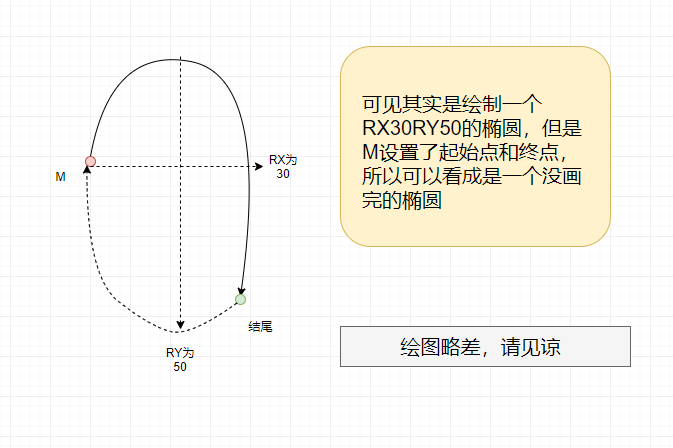 RX为
30
M
结尾
RY为
50
可见其实是绘制一个
RX30RY50的椭圆，但是
M设置了起始点和终点，
所以可以看成是一个没画
完的椭圆
绘图略差，请见谅